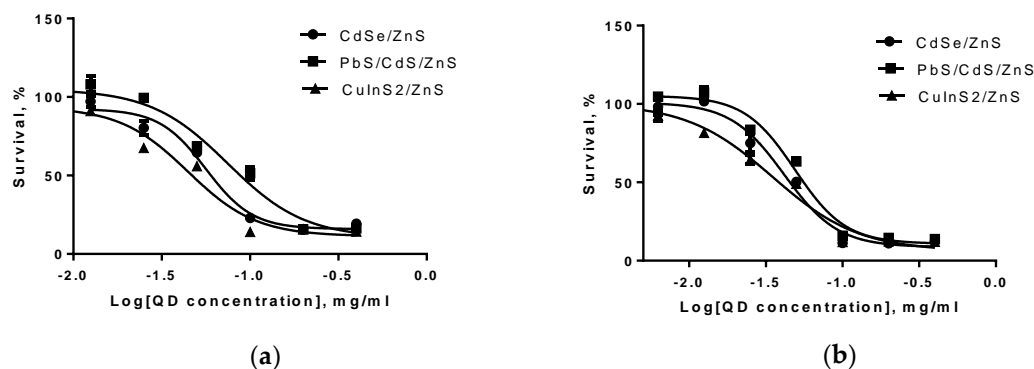 150
CdSe/ZnS
PbS/CdS/ZnS
CuInS2/ZnS
100
Survival, %
50
0
-2.0 -1.5 -1.0 -0.5 0.0
Log[QD concentration], mg/ml
(a)
150
CdSe/ZnS
PbS/CdS/ZnS
CuInS2/ZnS
100
Survival, %
50
0
-2.0 -1.5 -1.0 -0.5 0.0
Log[QD concentration], mg/ml
(b)